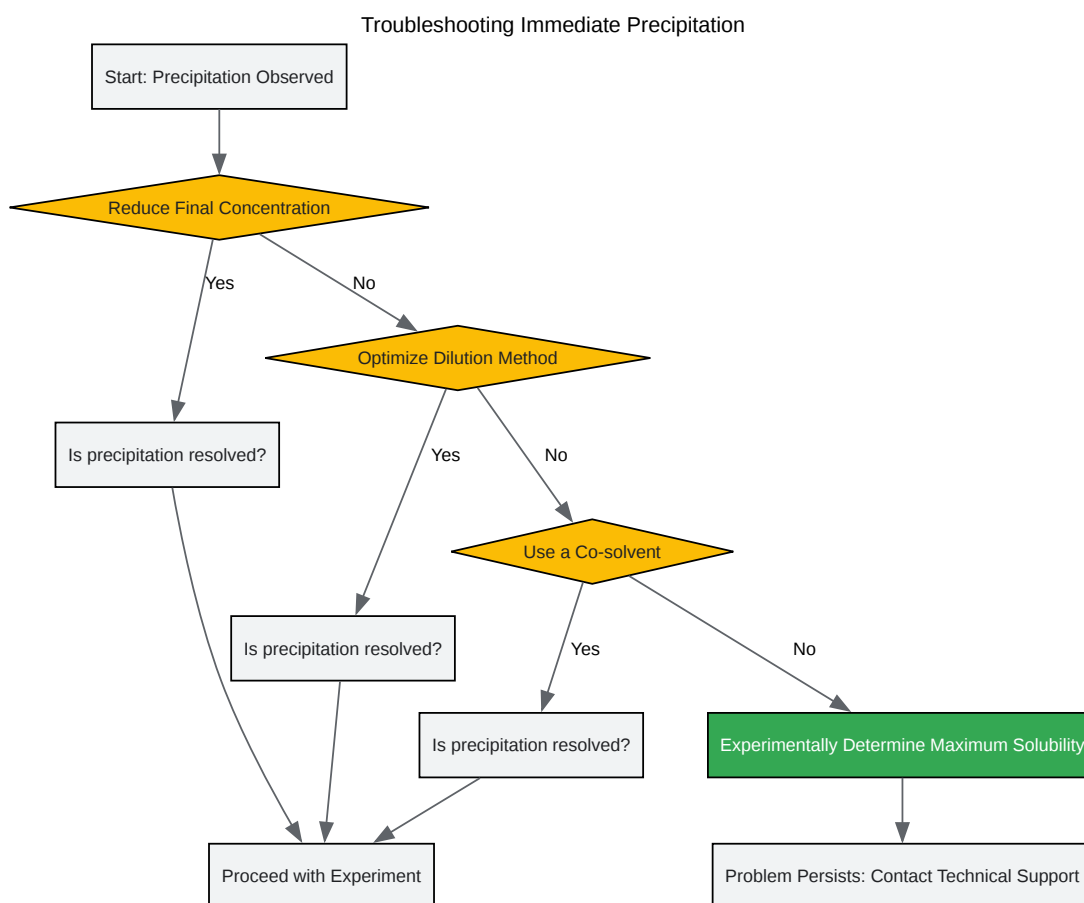 Troubleshooting Immediate Precipitation
Start: Precipitation Observed
Reduce Final Concentration
Yes
No
Optimize Dilution Method
Is precipitation resolved?
Yes
No
Use a Co-solvent
Is precipitation resolved?
Yes
No
Is precipitation resolved?
Experimentally Determine Maximum Solubility
Proceed with Experiment
Problem Persists: Contact Technical Support